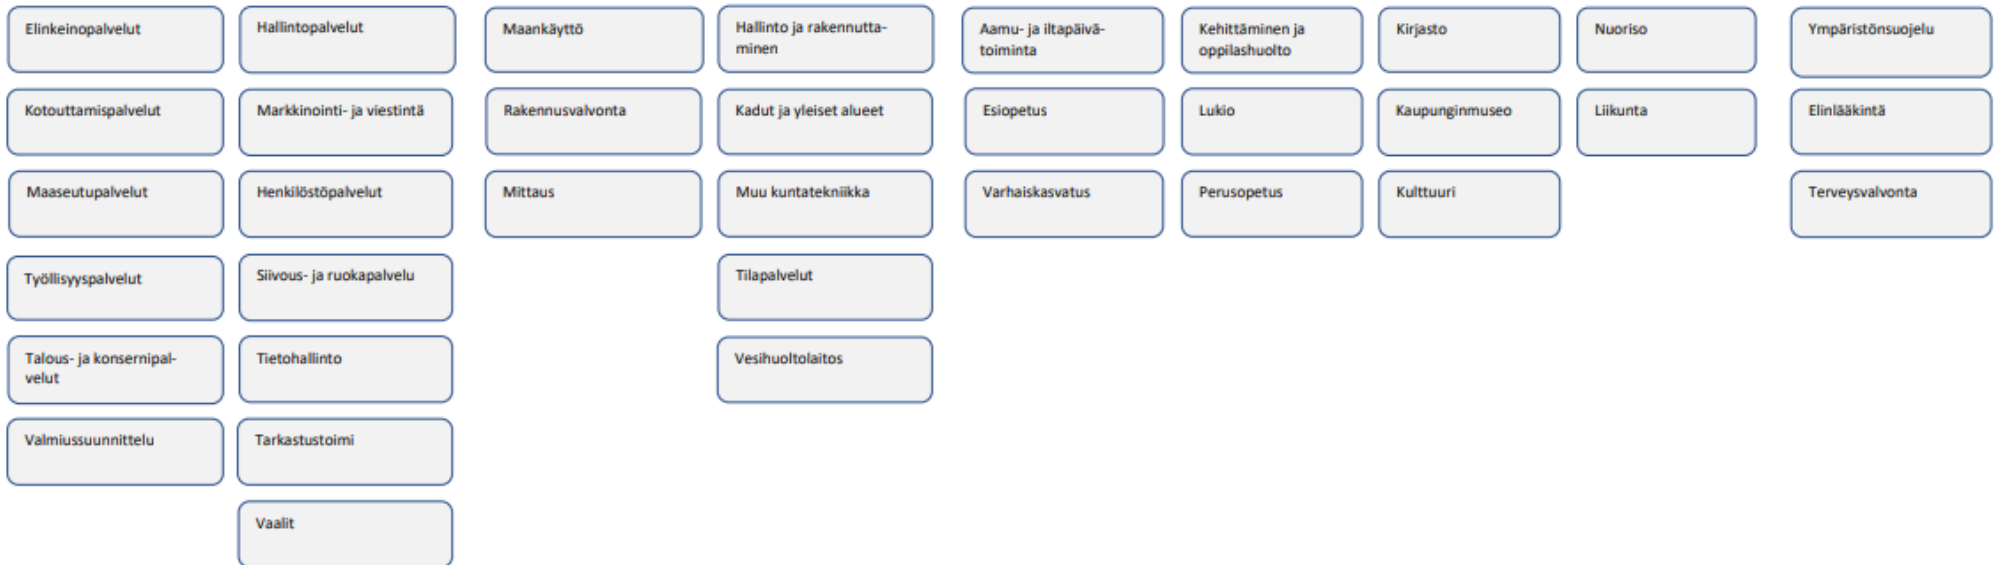 Elinkeinopalvelut
Kotouttamispalvelut
Maaseutupalvelut
Työllisyyspalvelut
Talous- ja konsernipal-
velut
Valmiussuunnittelu
Hallintopalvelut
Markkinointi- ja viestintä
Henkilöstöpalvelut
Siivous- ja ruokapalvelu
Tietohallinto
Tarkastustoimi
Vaalit
Maankäyttö
Rakennusvalvonta
Mittaus
Hallinto ja rakennutta-
minen
Kadut ja yleiset alueet
Muu kuntatekniikka
Tilapalvelut
Vesihuoltolaitos
Aamu- ja iltapäivä-
toiminta
Esiopetus
Varhaiskasvatus
Kehittäminen ja
oppilashuolto
Lukio
Perusopetus
Kirjasto
Kaupunginmuseo
Kulttuuri
Nuoriso
Liikunta
Ympäristönsuojelu
Elinlääkintä
Terveysvalvonta